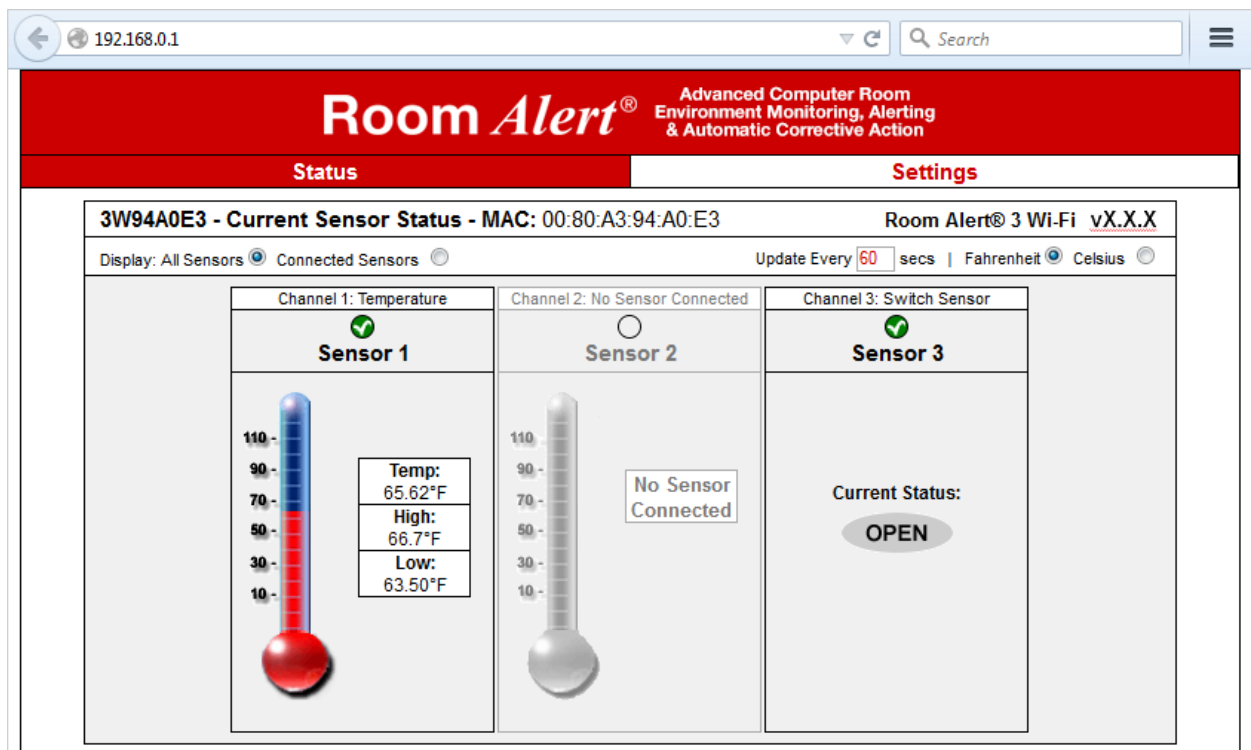 192.168.0.1
Search
Room Alert®
Advanced Computer Room
Environment Monitoring, Alerting
& Automatic Corrective Action
Status
Settings
3W94A0E3 - Current Sensor Status - MAC: 00:80:A3:94:A0:E3
Room Alert® 3 Wi-Fi vX.X.X
Display: All Sensors Connected Sensors
Update Every 60 secs | Fahrenheit Celsius
Channel 1: Temperature
Sensor 1
110 -
90 -
70 -
50 -
30 -
10 -
Temp:
65.62°F
High:
66.7°F
Low:
63.50°F
Channel 2: No Sensor Connected
Sensor 2
110
90 -
70 -
50 -
30 -
10 -
No Sensor
Connected
Channel 3: Switch Sensor
Sensor 3
Current Status:
OPEN